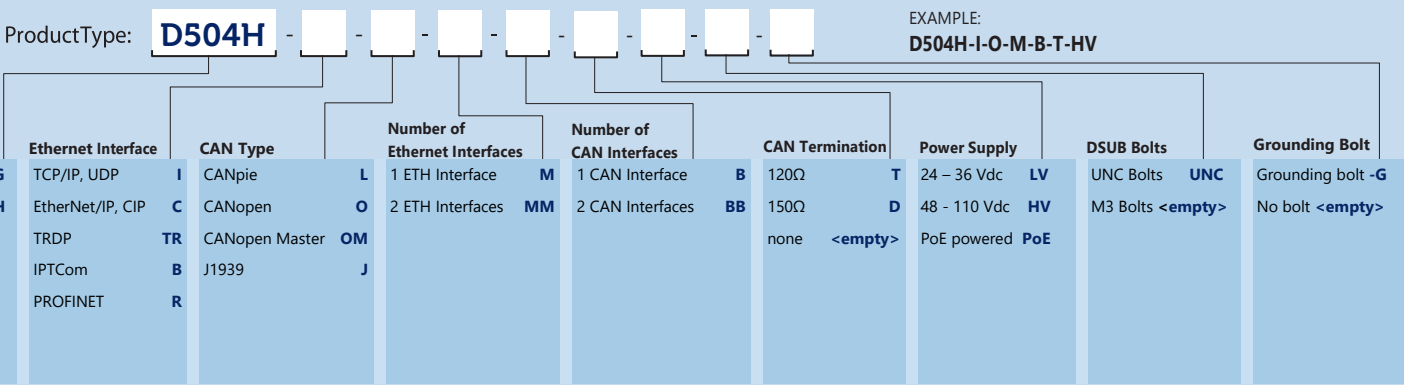 ProductType: D504H - - - - - - - -
EXAMPLE:
D504H-I-O-M-B-T-HV
Ethernet Interface
TCP/IP, UDP I
EtherNet/IP, CIP C
TRDP TR
IPTCom B
PROFINET R
CAN Type
CANpie L
CANopen O
CANopen Master OM
J1939 J
Number of
Ethernet Interfaces
1 ETH Interface M
2 ETH Interfaces MM
Number of
CAN Interfaces
1 CAN Interface B
2 CAN Interfaces BB
CAN Termination
120Ω T
150Ω D
none <empty>
Power Supply
24 – 36 Vdc LV
48 - 110 Vdc HV
PoE powered PoE
DSUB Bolts
UNC Bolts UNC
M3 Bolts <empty>
Grounding Bolt
Grounding bolt -G
No bolt <empty>